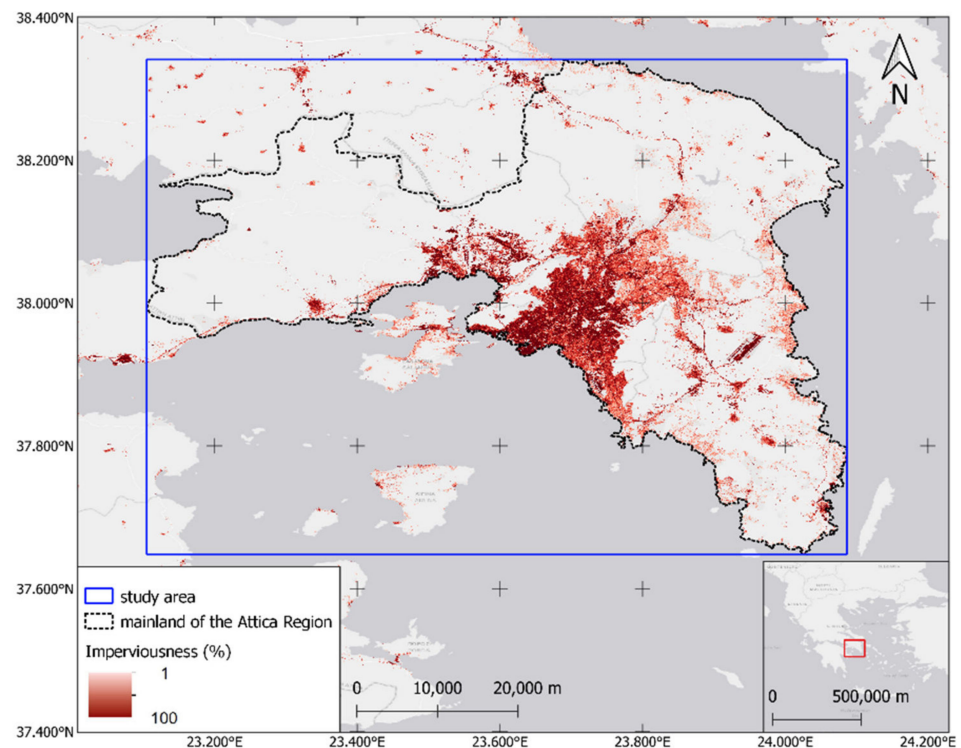 38.400°N
N
38.200°N
38.000°N
37.800°N
37.600°N
37.400°N
study area
mainland of the Attica Region
Imperviousness (%)
1
100
0 10,000 20,000 m
0 500,000 m
23.200°E 23.400°E 23.600°E 23.800°E 24.000°E 24.200°E